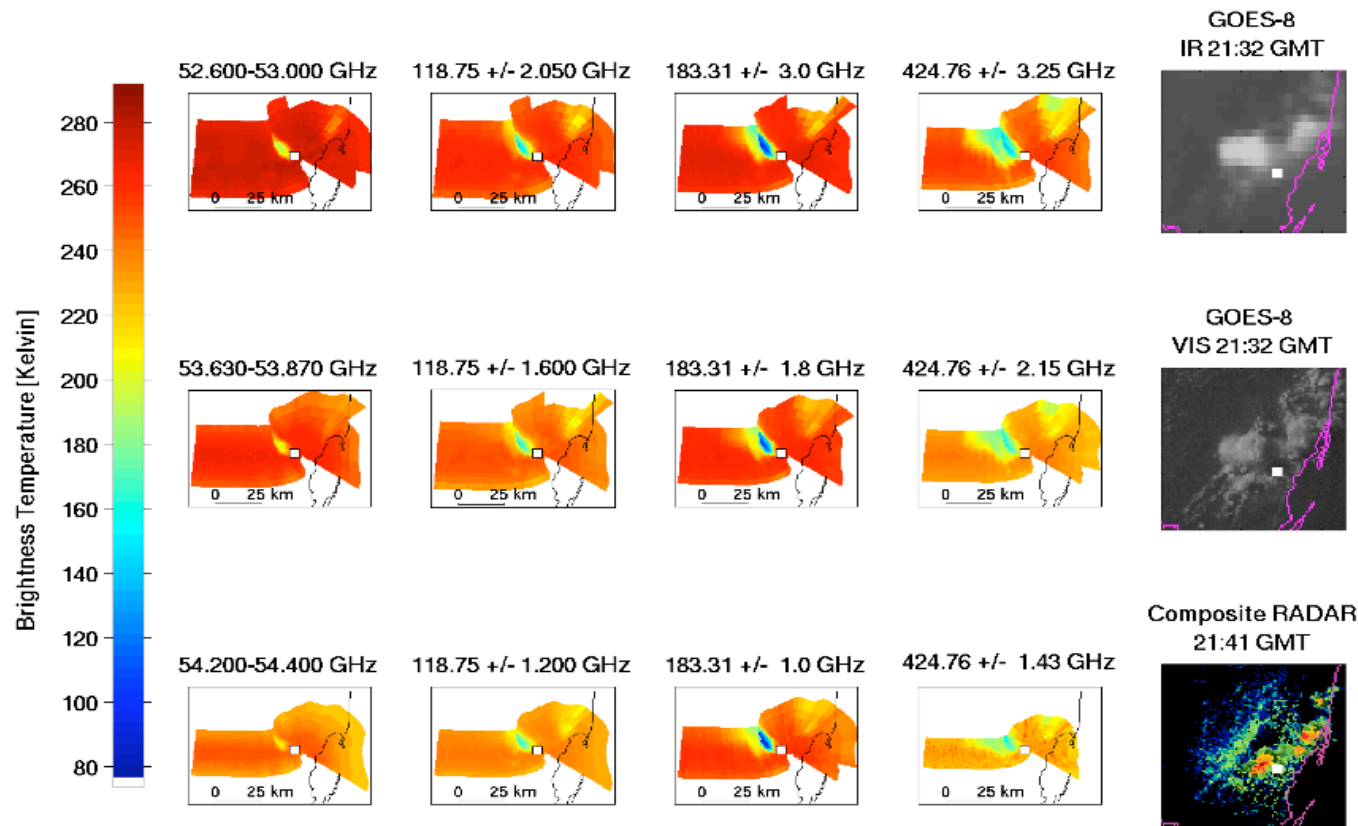 GOES-8
IR 21:32 GMT
52.600-53.000 GHz
118.75 +/- 2.050 GHz
183.31 +/- 3.0 GHz
424.76 +/- 3.25 GHz
0 25 km
0 25 km
0 25 km
0 25 km
Brightness Temperature [Kelvin]
280
260
240
220
200
180
160
140
120
100
80
GOES-8
VIS 21:32 GMT
53.630-53.870 GHz
118.75 +/- 1.600 GHz
183.31 +/- 1.8 GHz
424.76 +/- 2.15 GHz
0 25 km
0 25 km
0 25 km
0 25 km
Composite RADAR
21:41 GMT
54.200-54.400 GHz
118.75 +/- 1.200 GHz
183.31 +/- 1.0 GHz
424.76 +/- 1.43 GHz
0 25 km
0 25 km
0 25 km
0 25 km